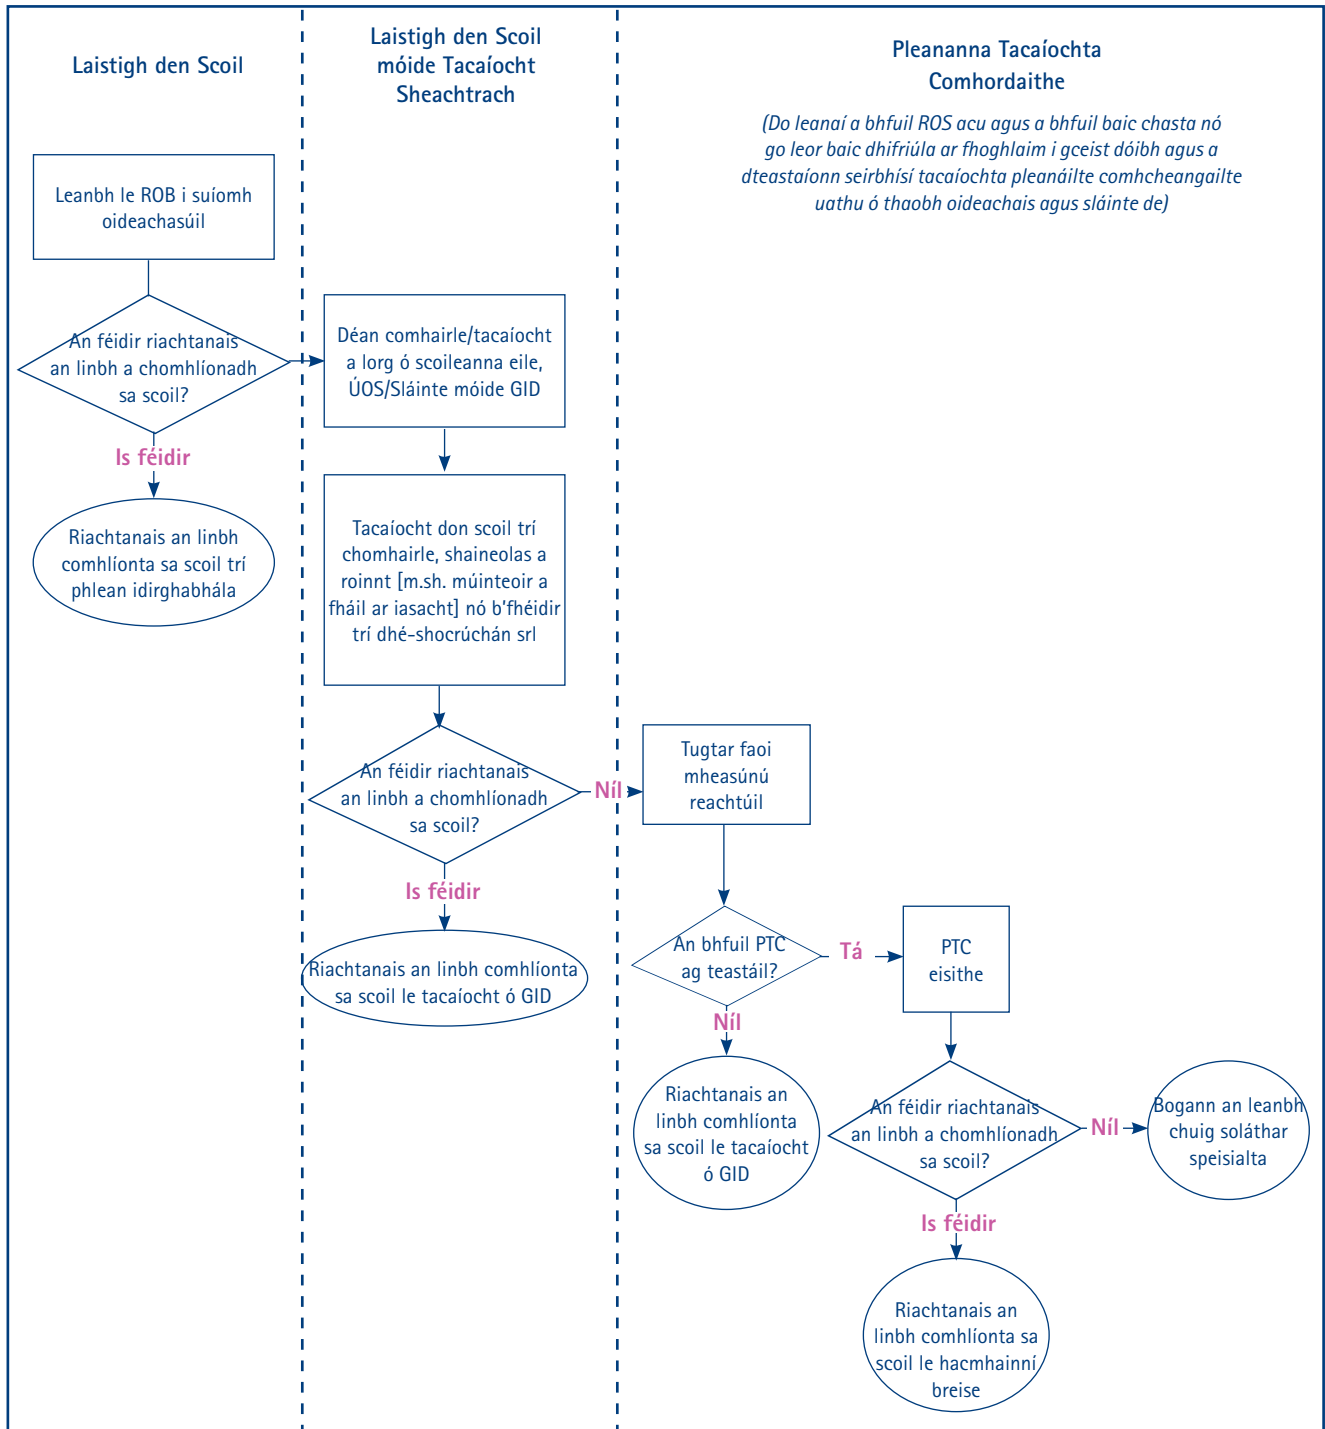 Laistigh den Scoil
Laistigh den Scoil
móide Tacaíocht
Sheachtrach
Pleananna Tacaíochta
Comhordaithe
(Do leanaí a bhfuil ROS acu agus a bhfuil baic chasta nó
go leor baic dhifriúla ar fhoghlaim i gceist dóibh agus a
dteastaíonn seirbhísí tacaíochta pleanáilte comhcheangailte
uathu ó thaobh oideachais agus sláinte de)
Leanbh le ROB i suíomh
oideachasúil
An féidir riachtanais
an linbh a chomhlíonadh
sa scoil?
Is féidir
Riachtanais an linbh
comhlíonta sa scoil trí
phlean idirghabhála
Déan comhairle/tacaíocht
a lorg ó scoileanna eile,
ÚOS/Sláinte móide GID
Tacaíocht don scoil trí
chomhairle, shaineolas a
roinnt [m.sh. múinteoir a
fháil ar iasacht] nó b'fhéidir
trí dhé-shocrúchán srl
An féidir riachtanais
an linbh a chomhlíonadh
sa scoil?
Níl
Is féidir
Riachtanais an linbh comhlíonta
sa scoil le tacaíocht ó GID
Tugtar faoi
mheasúnú
reachtúil
An bhfuil PTC
ag teastáil?
Tá
Níl
PTC
eisithe
Riachtanais an
linbh comhlíonta
sa scoil le tacaíocht
ó GID
An féidir riachtanais
an linbh a chomhlíonadh
sa scoil?
Níl
Bogann an leanbh
chuig soláthar
speisialta
Is féidir
Riachtanais an
linbh comhlíonta sa
scoil le hacmhainní
breise